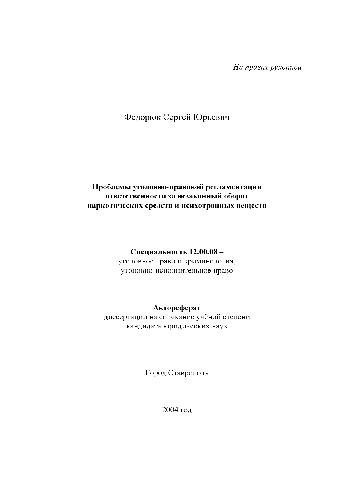 На правах рукописи
Федорюк Сергей Юрьевич
Проблемы уголовно-правовой регламентации
ответственности за незаконный оборот
наркотических средств и психотропных веществ
Специальность 12.00.08 –
уголовное право и криминология;
уголовно-исполнительное право
Автореферат
диссертации на соискание учёной степени
кандидата юридических наук
Город Ставрополь
2004 год